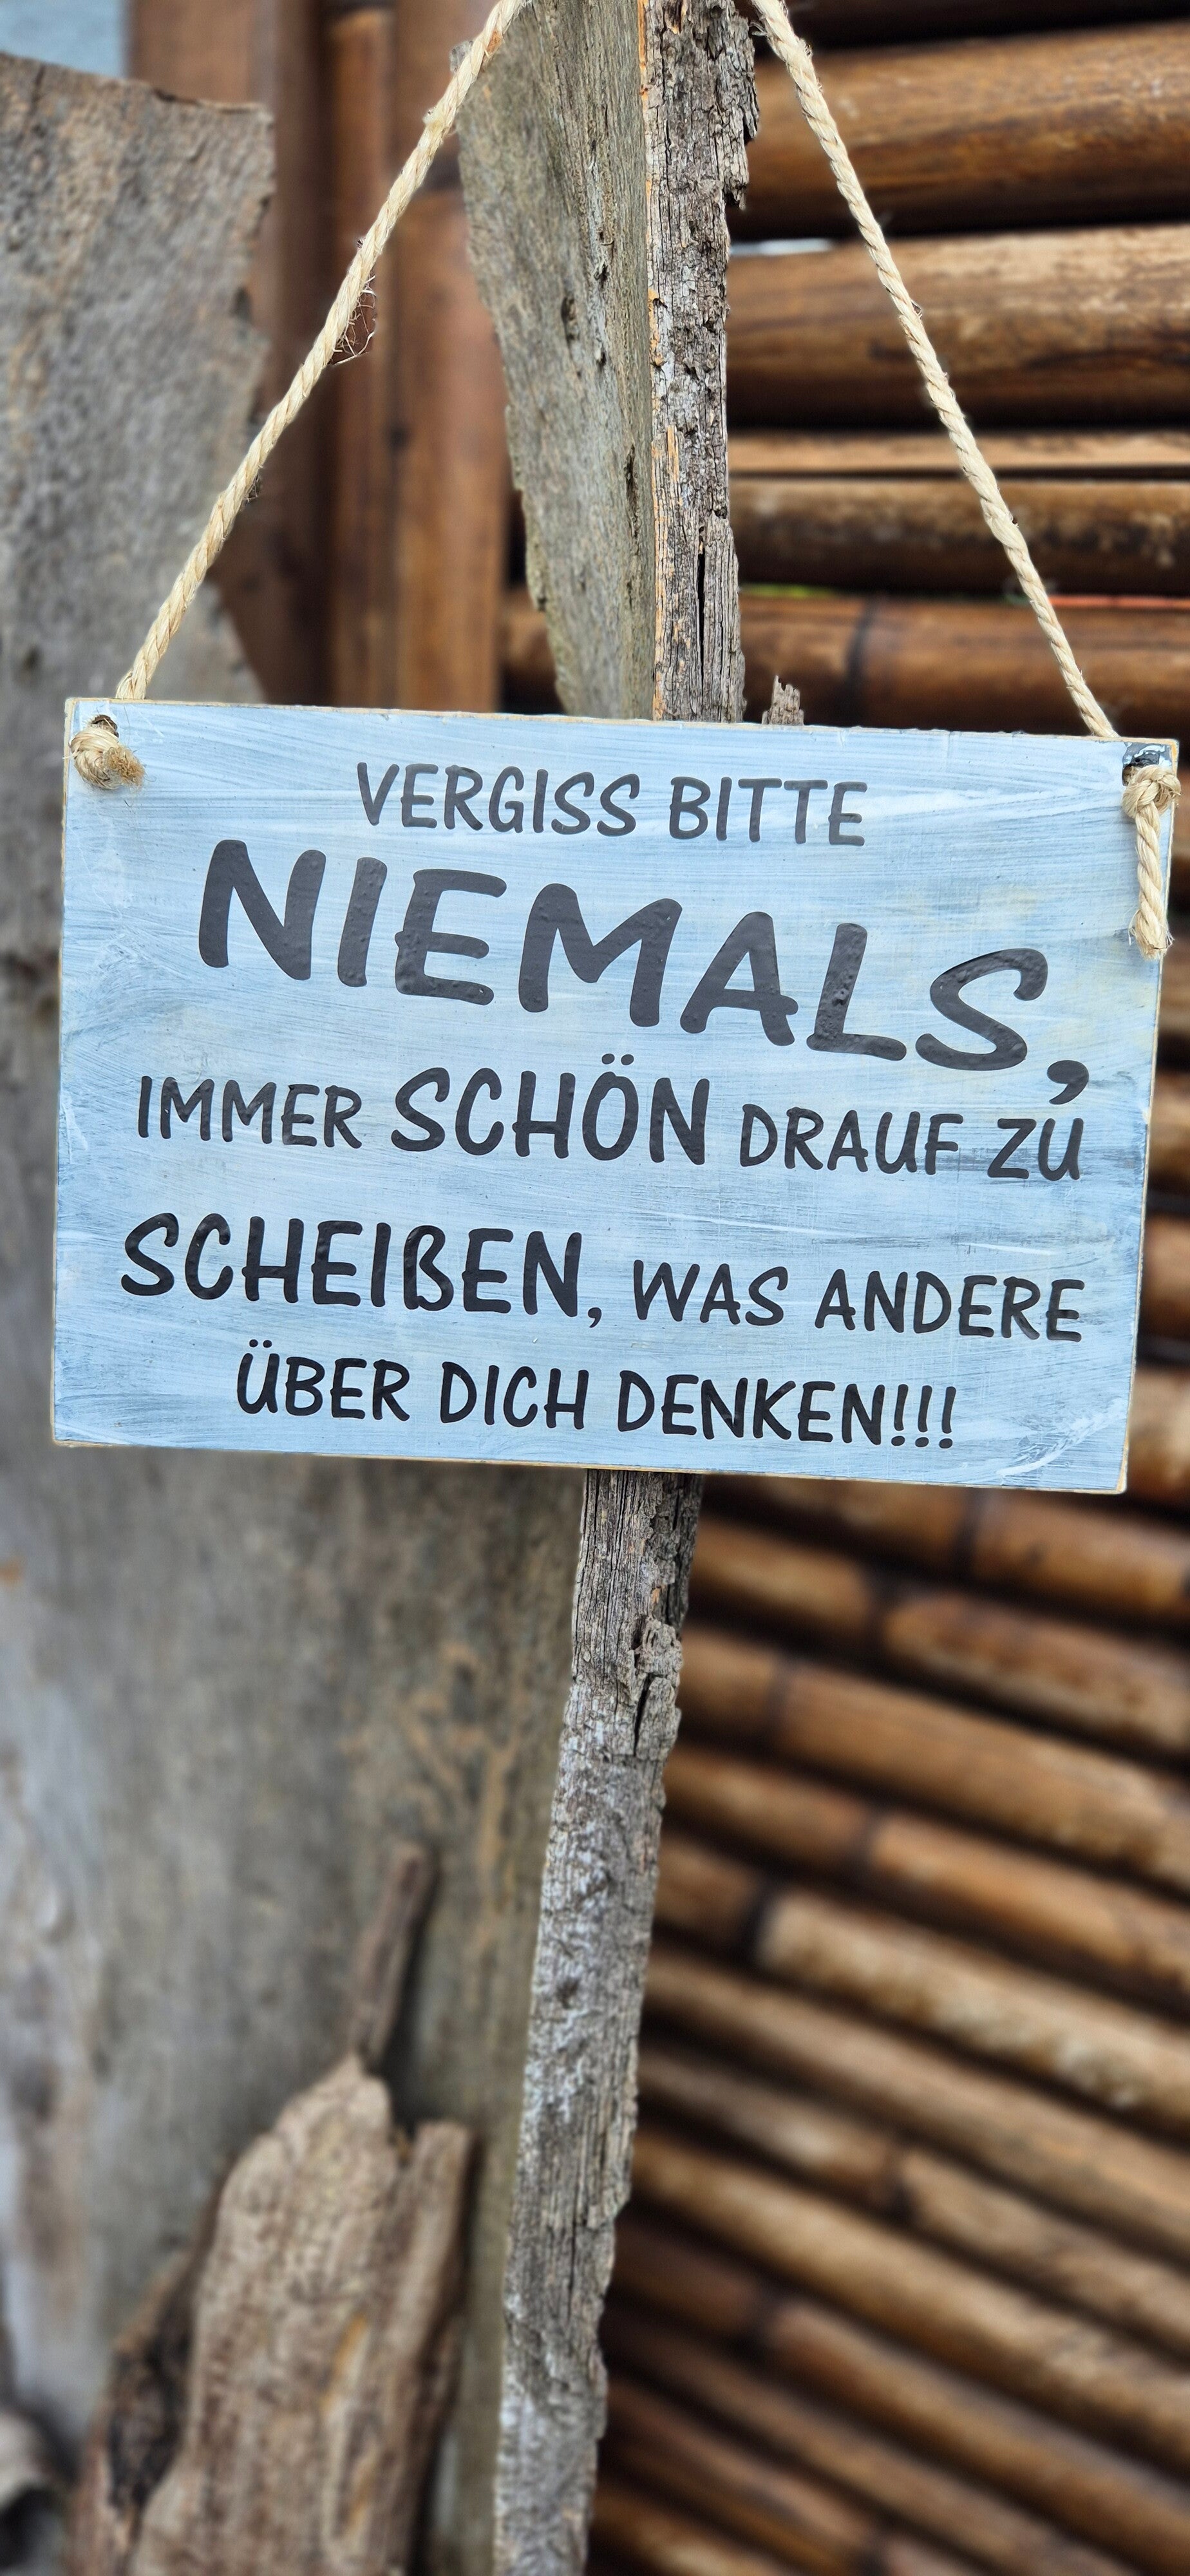 VERGISS BITTE
NIEMALS,
IMMER SCHÖN DRAUF ZU
SCHEIßEN, WAS ANDERE
ÜBER DICH DENKEN!!!